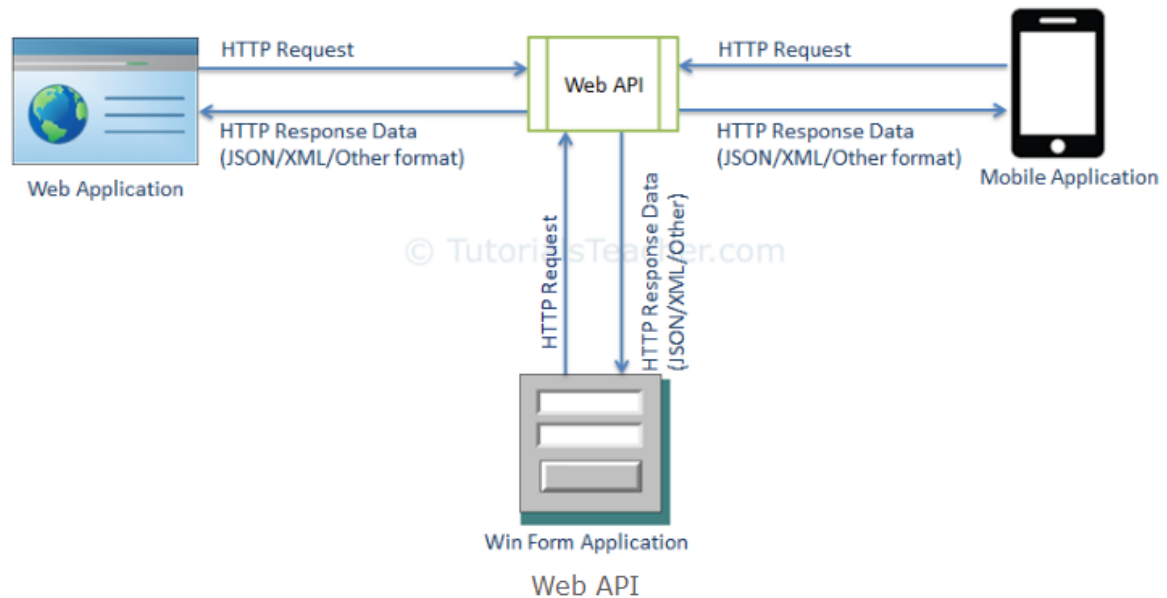 HTTP Request
HTTP Request
Web API
HTTP Response Data
(JSON/XML/Other format)
HTTP Response Data
(JSON/XML/Other format)
Web Application
Mobile Application
HTTP Request
HTTP Response Data
(JSON/XML/Other)
© TutorialsTeacher.com
Win Form Application
Web API